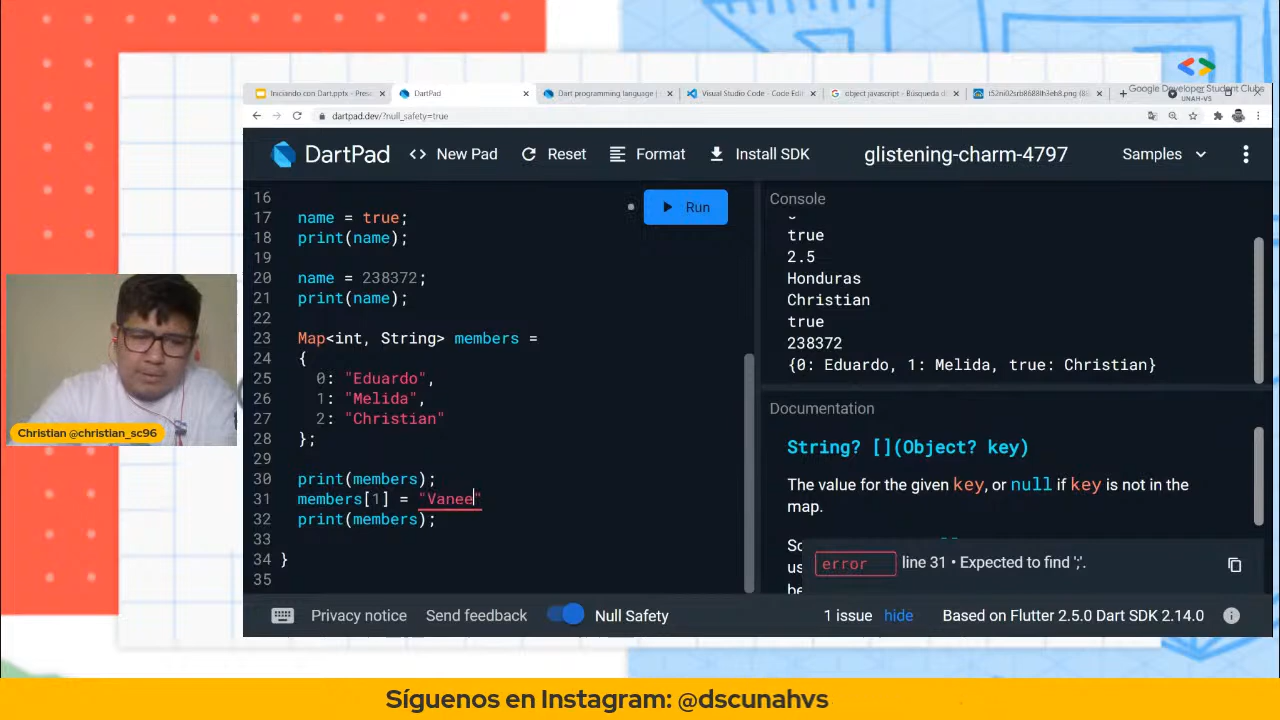 Iniciando con Dart.pptx - Prese
DartPad
Dart programming language |
Visual Studio Code - Code Edi
object javascript - Búsqueda d
t52ni02srb8688lh3eh8.png (8
Google Developer Student Clubs
UNAH-VS
dartpad.dev/?null_safety=true
DartPad
<> New Pad
Reset
Format
Install SDK
glistening-charm-4797
Samples
16
17 name = true;
18 print(name);
19
20 name = 238372;
21 print(name);
22
23 Map<int, String> members =
24 {
25 0: "Eduardo",
26 1: "Melida",
27 2: "Christian"
28 };
29
30 print(members);
31 members[1] = "Vanee"
32 print(members);
33
34 }
35
Run
Console
true
2.5
Honduras
Christian
true
238372
{0: Eduardo, 1: Melida, true: Christian}
Documentation
String? [](Object? key)
The value for the given key, or null if key is not in the
map.
error line 31 • Expected to find ';'.
Privacy notice
Send feedback
Null Safety
1 issue hide
Based on Flutter 2.5.0 Dart SDK 2.14.0
Christian @christian_sc96
Síguenos en Instagram: @dscunahvs